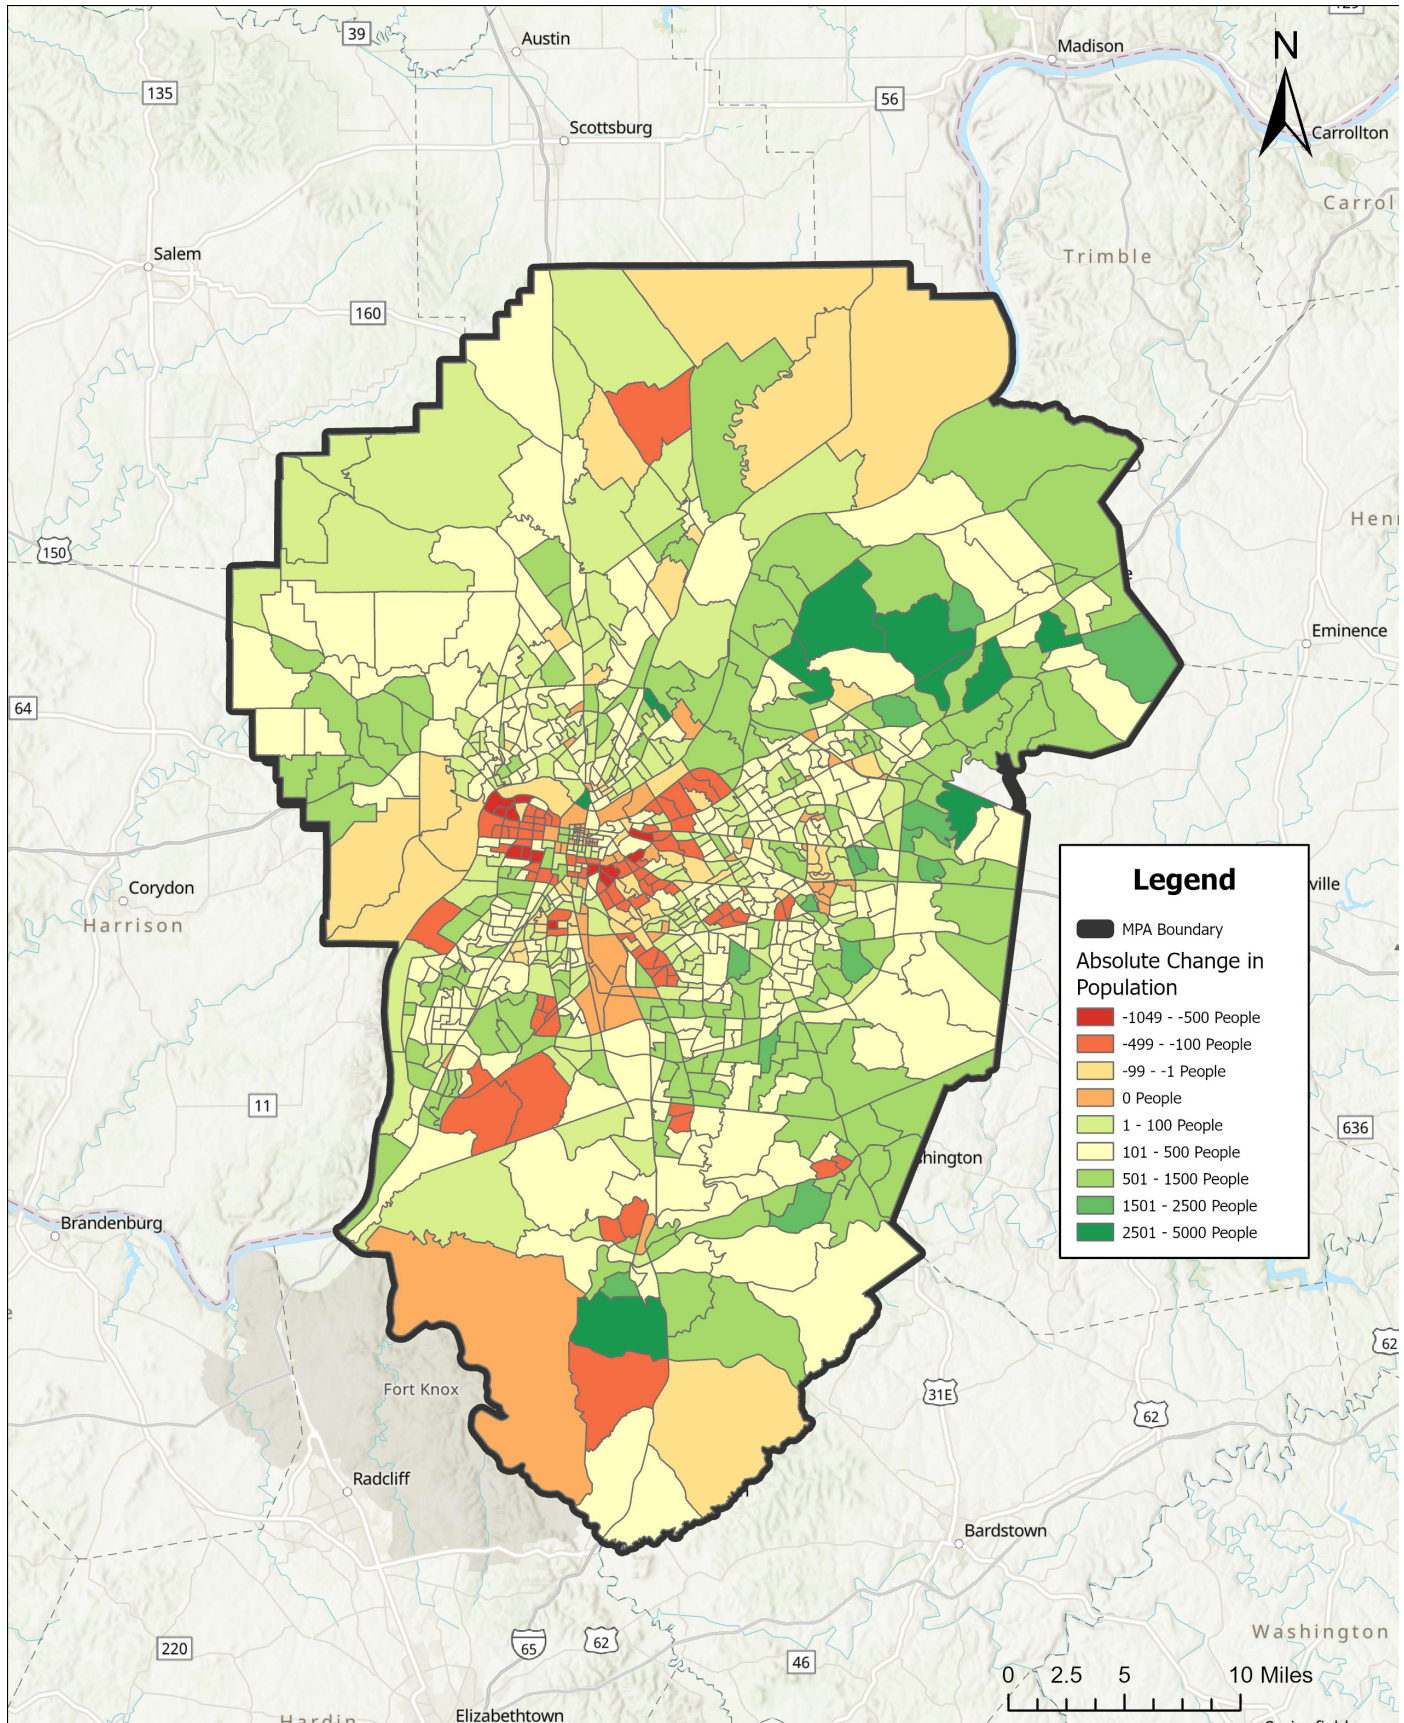 39
Austin
Madison
N
135
56
Scottsburg
Carrollton
Carrol
Salem
Trimble
160
150
Henr
Eminence
64
Corydon
Harrison
ville
Legend
MPA Boundary
Absolute Change in
Population
-1049 - -500 People
-499 - -100 People
-99 - -1 People
0 People
1 - 100 People
101 - 500 People
501 - 1500 People
1501 - 2500 People
2501 - 5000 People
11
636
hington
Brandenburg
62
Fort Knox
31E
62
Radcliff
Bardstown
Washington
220
65
62
46
0 2.5 5 10 Miles
Elizabethtown
Hardin